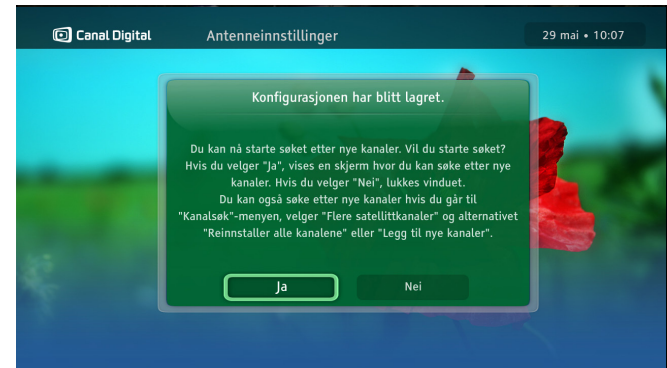 Canal Digital
Antenneinnstillinger
29 mai • 10:07
Konfigurasjonen har blitt lagret.
Du kan nå starte søket etter nye kanaler. Vil du starte søket?
Hvis du velger "Ja", vises en skjerm hvor du kan søke etter nye
kanaler. Hvis du velger "Nei", lukkes vinduet.
Du kan også søke etter nye kanaler hvis du går til
"Kanalsøk"-menyen, velger "Flere satellittkanaler" og alternativet
"Reinnstaller alle kanalene" eller "Legg til nye kanaler".
Ja
Nei